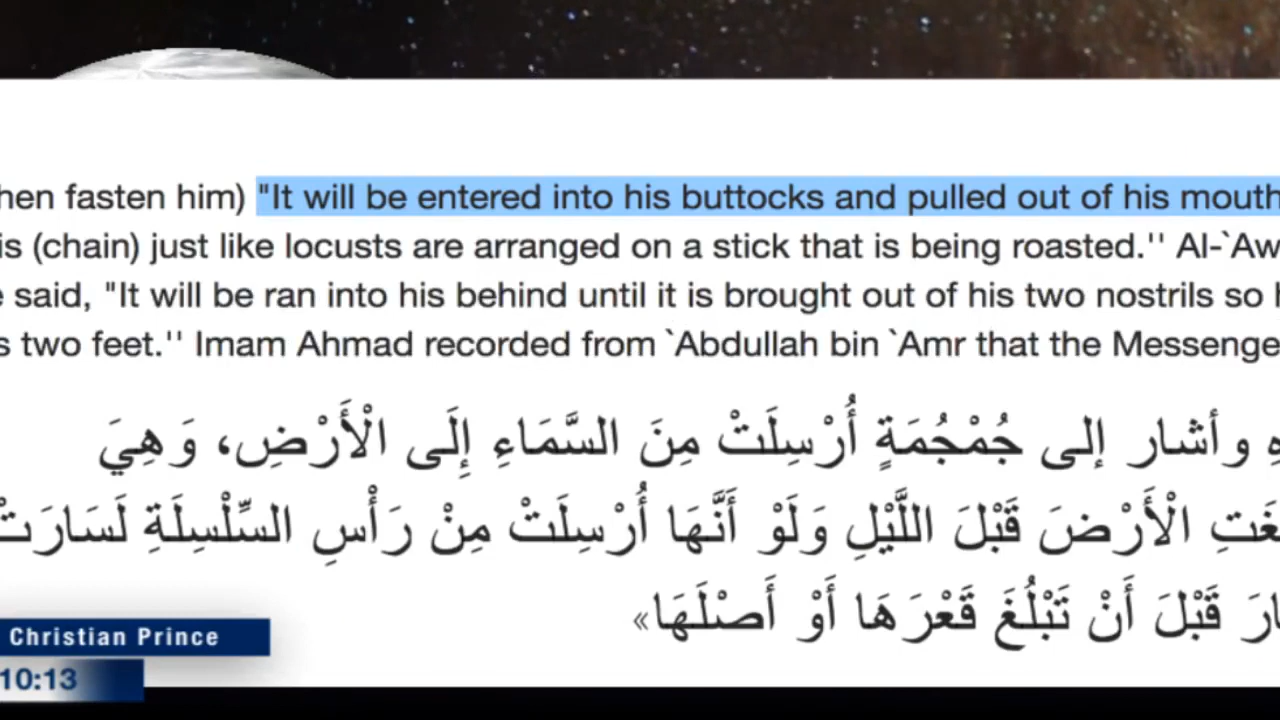 hen fasten him) "It will be entered into his buttocks and pulled out of his mouth
is (chain) just like locusts are arranged on a stick that is being roasted.'' Al-`Aw
e said, "It will be ran into his behind until it is brought out of his two nostrils so h
s two feet.'' Imam Ahmad recorded from `Abdullah bin `Amr that the Messenge
هِ وأشار إلى جُمْجُمَةٍ أُرْسِلَتْ مِنَ السَّمَاءِ إِلَى الْأَرْضِ، وَهِيَ
غَتِ الْأَرْضَ قَبْلَ اللَّيْلِ وَلَوْ أَنَّهَا أُرْسِلَتْ مِنْ رَأْسِ السِّلْسِلَةِ لَسَارَتْ
ارَ قَبْلَ أَنْ تَبْلُغَ قَعْرَهَا أَوْ أَصْلَهَا»
Christian Prince
10:13